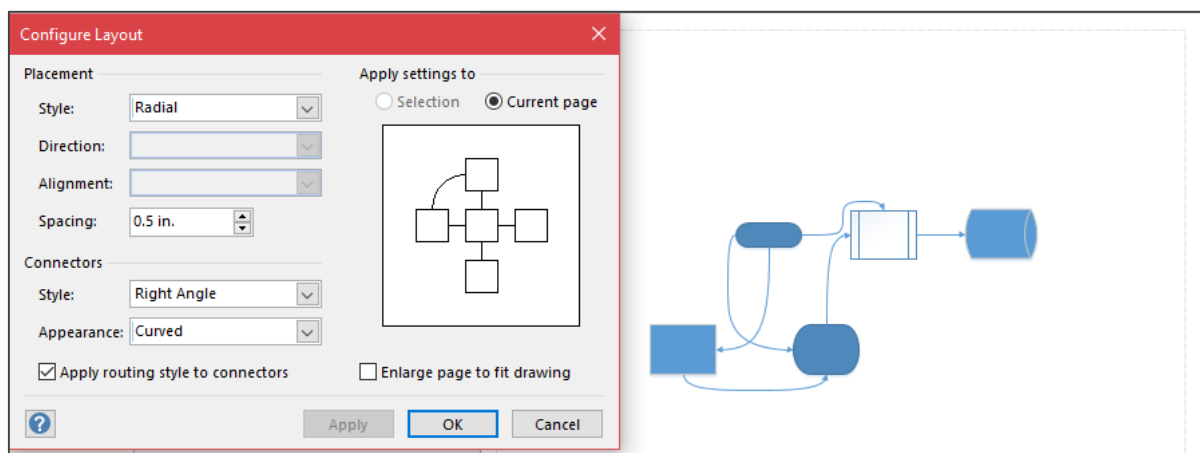 Configure Layout
Placement
Style: Radial
Direction:
Alignment:
Spacing: 0.5 in.
Connectors
Style: Right Angle
Appearance: Curved
Apply routing style to connectors
Apply settings to
Selection Current page
Enlarge page to fit drawing
?
Apply OK Cancel